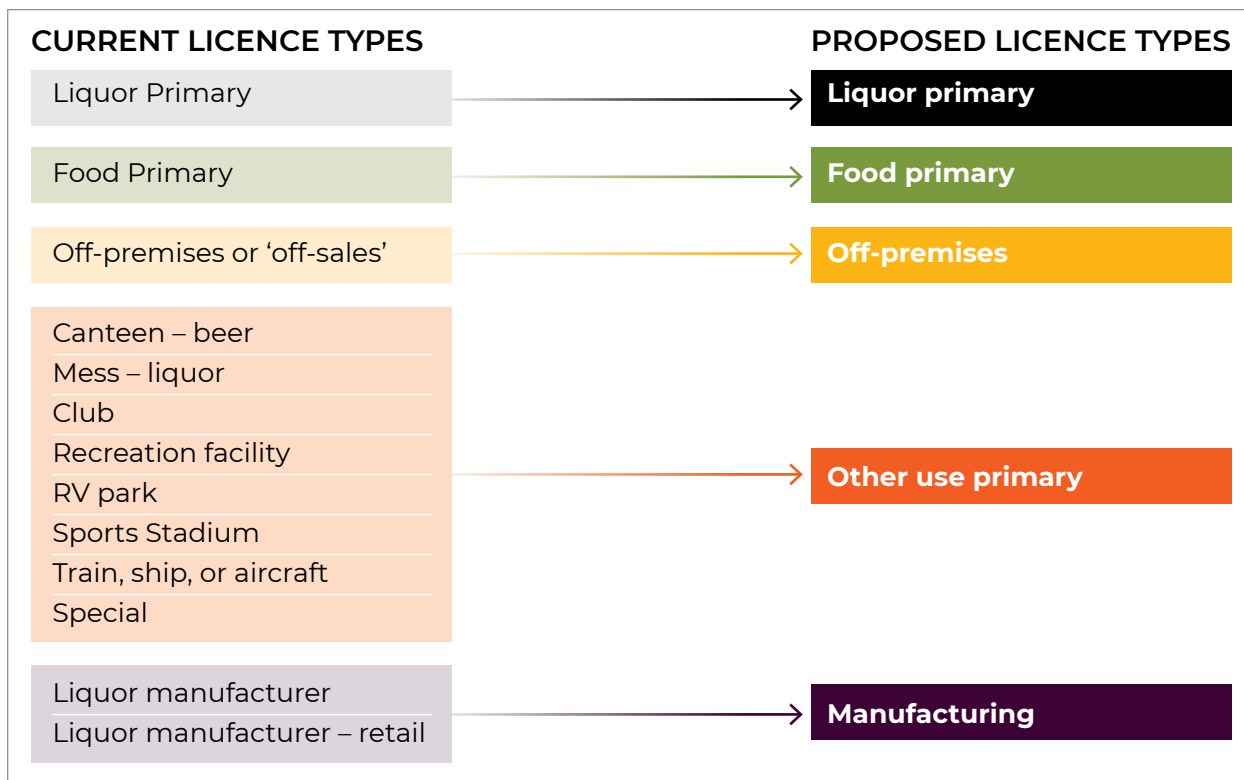 CURRENT LICENCE TYPES
PROPOSED LICENCE TYPES
Liquor Primary
Liquor primary
Food Primary
Food primary
Off-premises or ‘off-sales’
Off-premises
Canteen – beer
Mess – liquor
Club
Recreation facility
RV park
Sports Stadium
Train, ship, or aircraft
Special
Other use primary
Liquor manufacturer
Liquor manufacturer – retail
Manufacturing